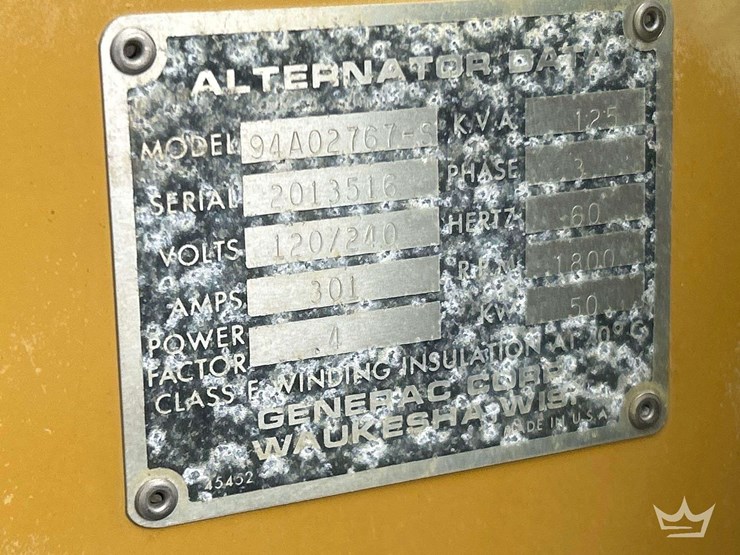 ALTERNATOR DATA
MODEL 94A02767-S K.V.A. 125
SERIAL 2013516 PHASE 3
VOLTS 120/240 HERTZ 60
AMPS 301 R.P.M. 1800
POWER FACTOR .4 KW 50
CLASS F WINDING INSULATION AT °C
GENERAC CORP.
WAUKESHA, WIS.
MADE IN U.S.A.
45452